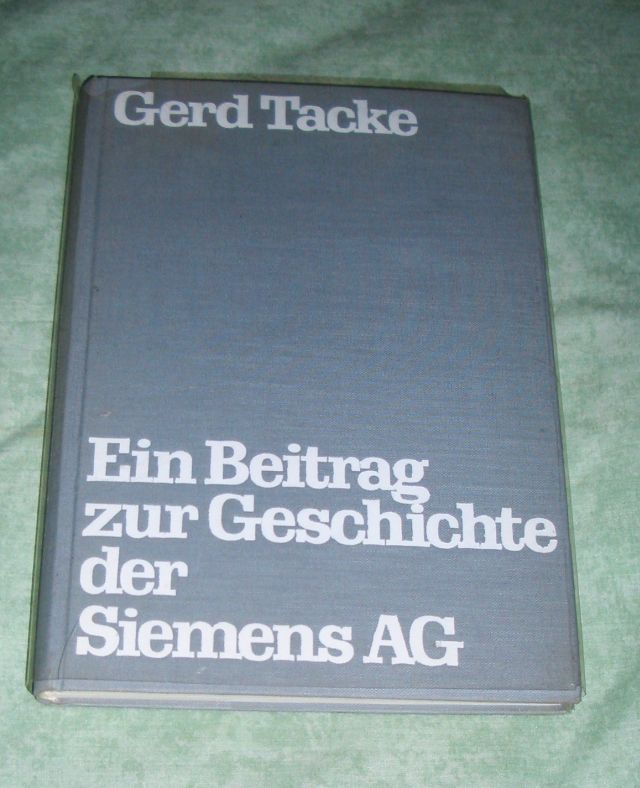 Gerd Tacke
Ein Beitrag
zur Geschichte
der
Siemens AG